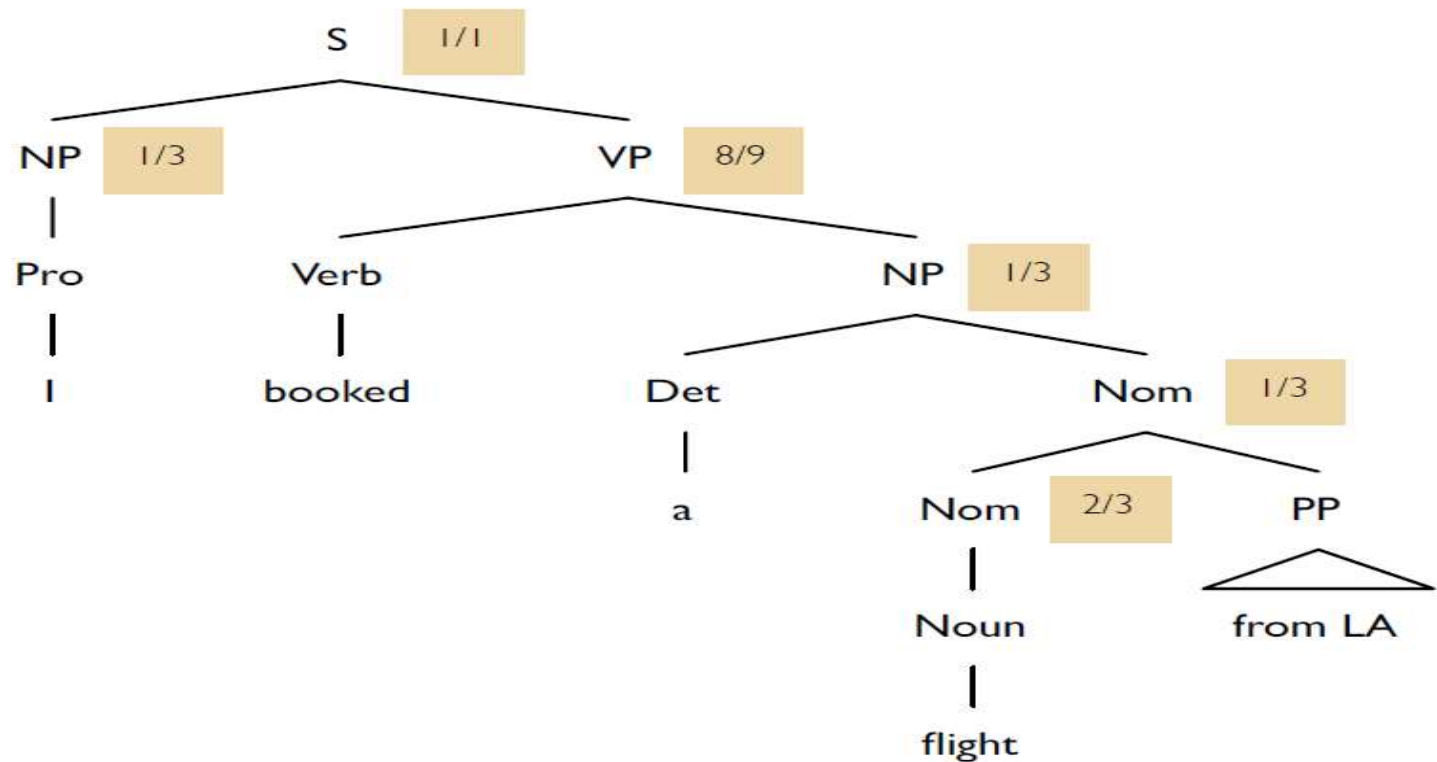 S 1/1
NP 1/3 VP 8/9
Pro Verb NP 1/3
I booked Det Nom 1/3
a Nom 2/3 PP
Noun from LA
flight